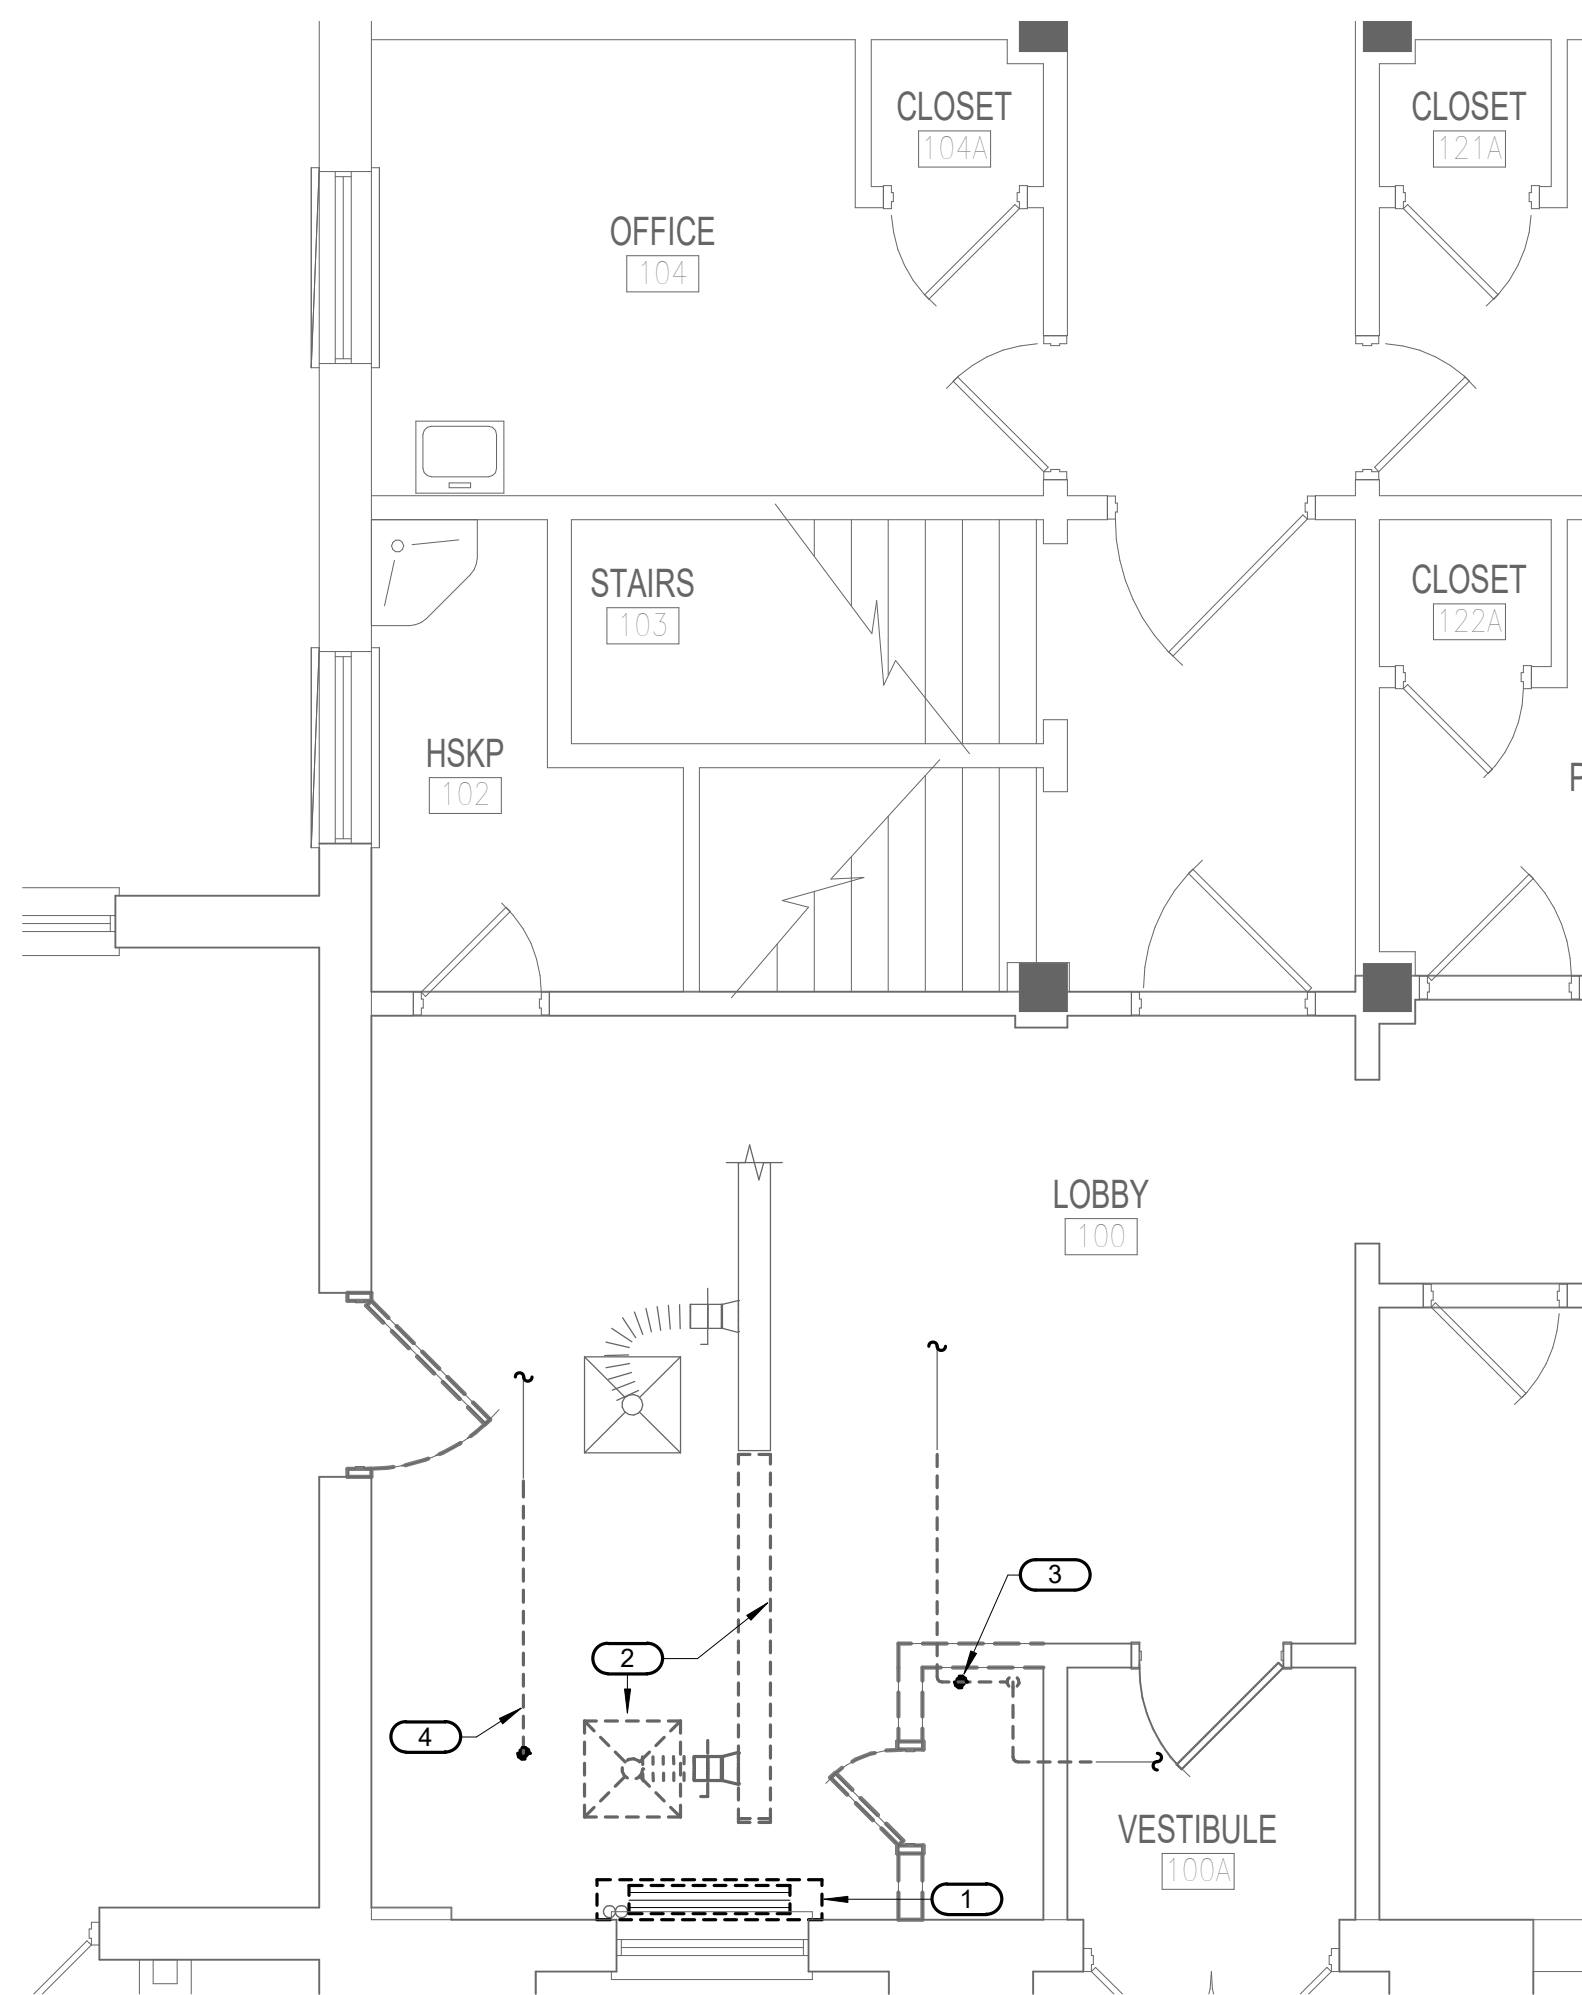 CLOSET
104A
CLOSET
121A
OFFICE
104
STAIRS
103
CLOSET
122A
HSKP
102
P
LOBBY
100
3
2
4
VESTIBULE
100A
1